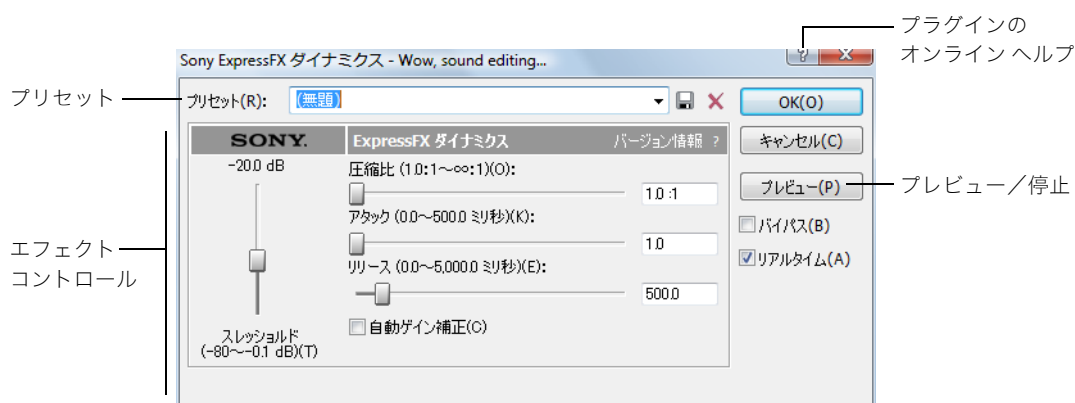 プラグインの
オンライン ヘルプ
Sony ExpressFX ダイナミクス - Wow, sound editing...
? X
プリセット
プリセット(R): (無題)
OK(O)
SONY.
ExpressFX ダイナミクス
バージョン情報 ?
キャンセル(C)
-20.0 dB
圧縮比 (1.0:1～∞:1)(O):
1.0 :1
プレビュー(P)
プレビュー／停止
アタック (0.0～500.0 ミリ秒)(K):
1.0
バイパス(B)
エフェクト
コントロール
リアルタイム(A)
リリース (0.0～5,000.0 ミリ秒)(E):
500.0
自動ゲイン補正(C)
スレッショルド
(-80～-0.1 dB)(T)